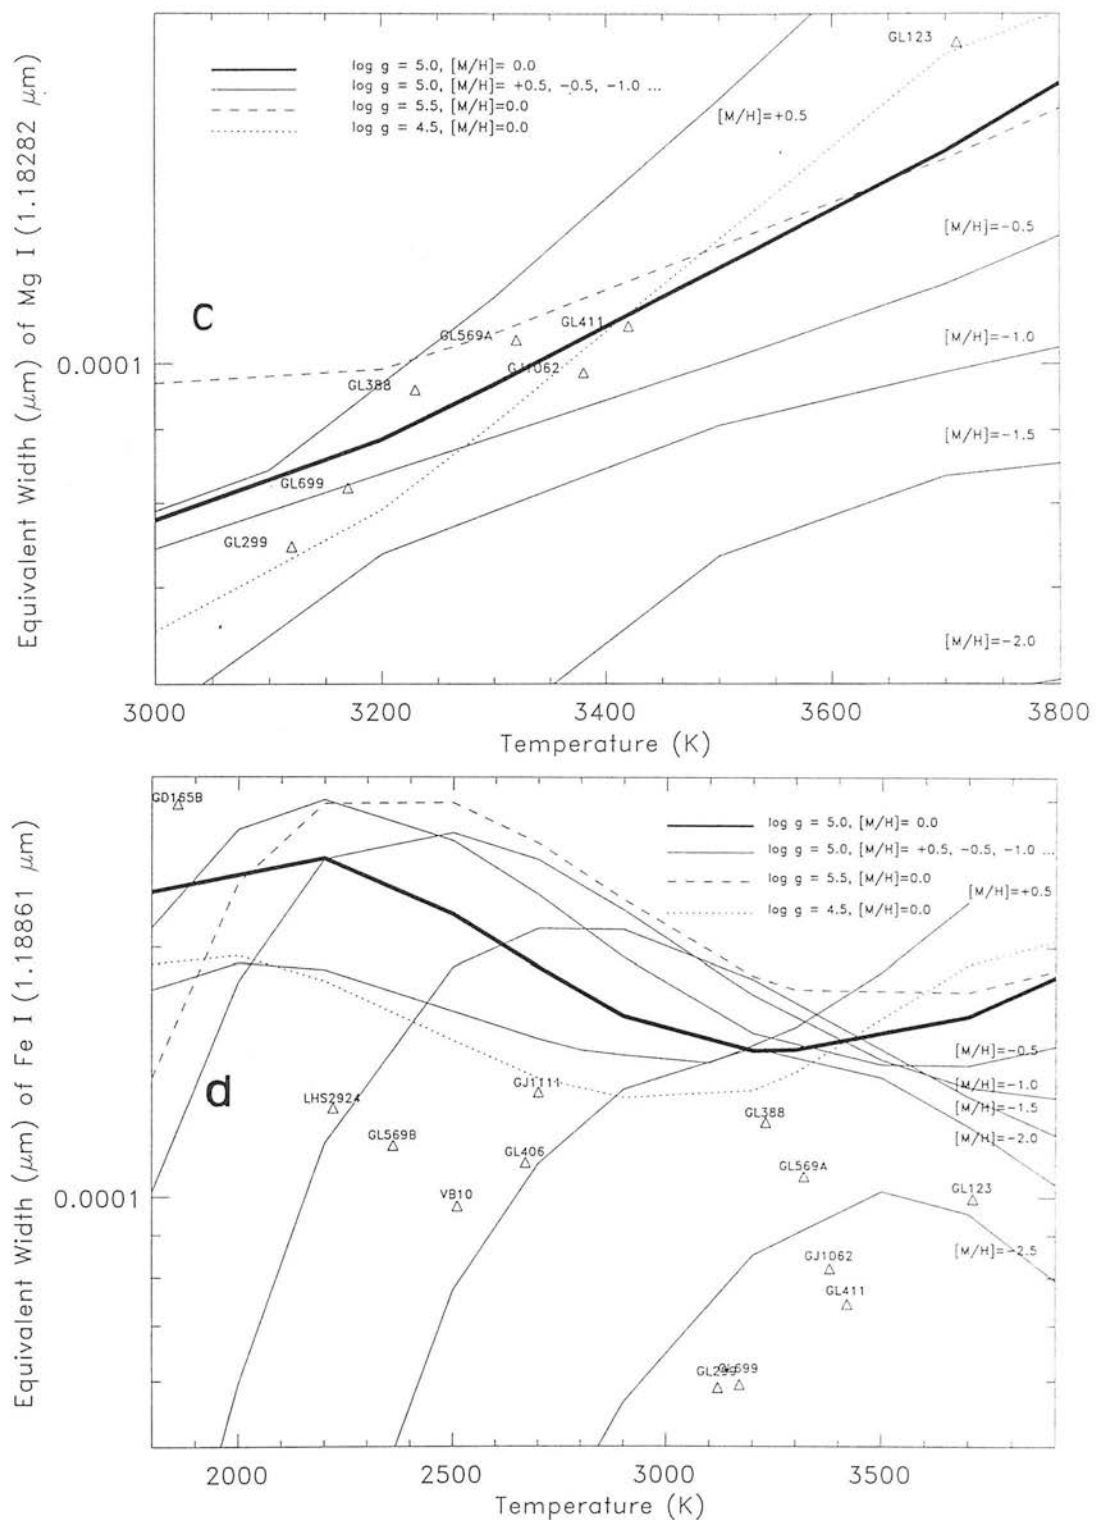 Equivalent Width (μm) of Mg I (1.18282 μm)
log g = 5.0, [M/H]= 0.0
log g = 5.0, [M/H]= +0.5, -0.5, -1.0 ...
log g = 5.5, [M/H]=0.0
log g = 4.5, [M/H]=0.0
GL123
[M/H]=+0.5
[M/H]=-0.5
c
GL411
GL569A
[M/H]=-1.0
0.0001
GJ1062
GL388
[M/H]=-1.5
GL699
GL299
[M/H]=-2.0
3000 3200 3400 3600 3800
Temperature (K)
Equivalent Width (μm) of Fe I (1.18861 μm)
GD165B
log g = 5.0, [M/H]= 0.0
log g = 5.0, [M/H]= +0.5, -0.5, -1.0 ...
log g = 5.5, [M/H]=0.0
[M/H]=+0.5
log g = 4.5, [M/H]=0.0
[M/H]=-0.5
d
GJ1111
[M/H]=-1.0
LHS2924
[M/H]=-1.5
GL388
GL569B
[M/H]=-2.0
GL406
GL569A
VB10
GL123
0.0001
[M/H]=-2.5
GJ1062
GL411
GL299
GL699
2000 2500 3000 3500
Temperature (K)